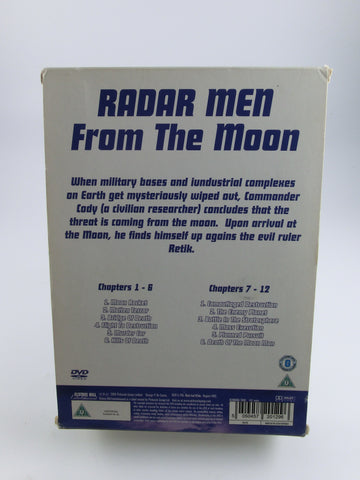 RADAR MEN
From The Moon
When military bases and iundustrial complexes
on Earth get mysteriously wiped out, Commander
Cody (a civilian researcher) concludes that the
threat is coming from the moon. Upon arrival at
the Moon, he finds himself up agains the evil ruler
Retik.
Chapters 1 - 6
1. Moon Rocket
2. Molten Terror
3. Bridge Of Death
4. Flight To Destruction
5. Murder Car
6. Hills Of Death
Chapters 7 - 12
1. Camouflaged Destruction
2. The Enemy Planet
3. Battle In The Stratosphere
4. Mass Execution
5. Planned Pursuit
6. Death Of The Moon Man
DVD
VIDEO
U
U